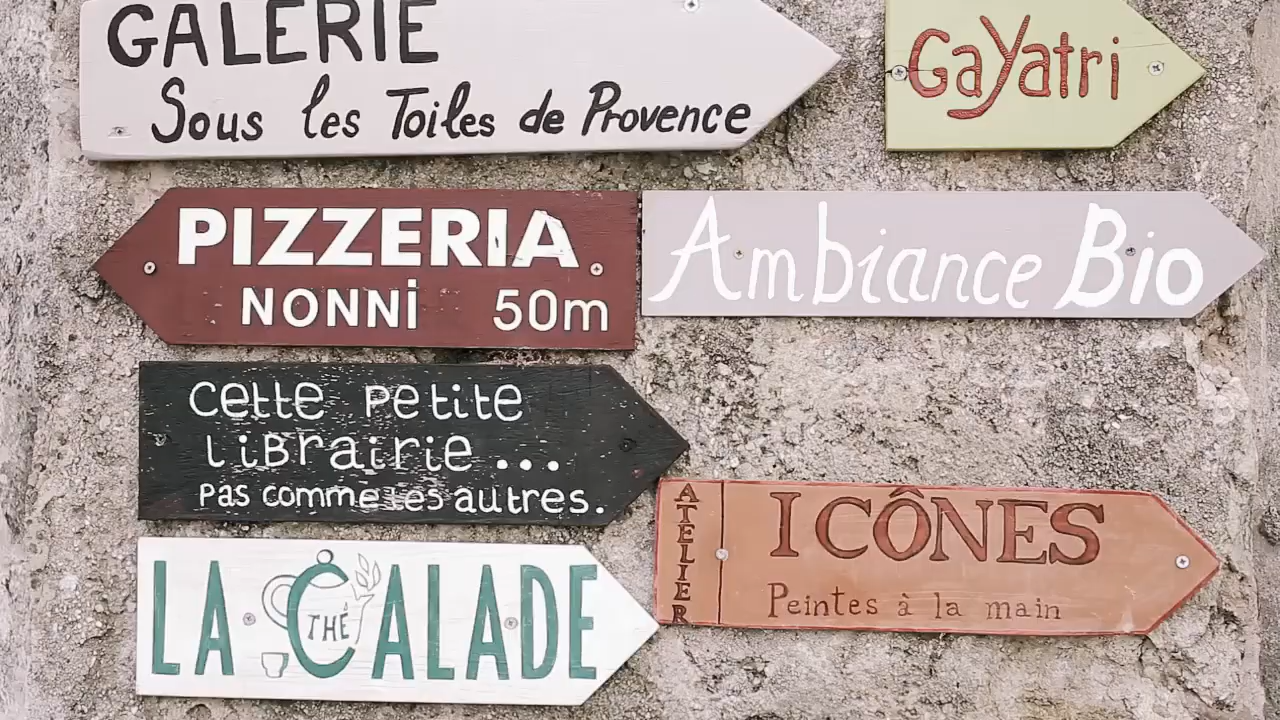 GALERIE
Sous les Toiles de Provence
GaYatri
PIZZERIA
NONNi 50m
Ambiance Bio
cette petite
LiBrairie...
Pas comme les autres.
ATELIER
ICÔNES
Peintes à la main
LA CALADE
THÉ